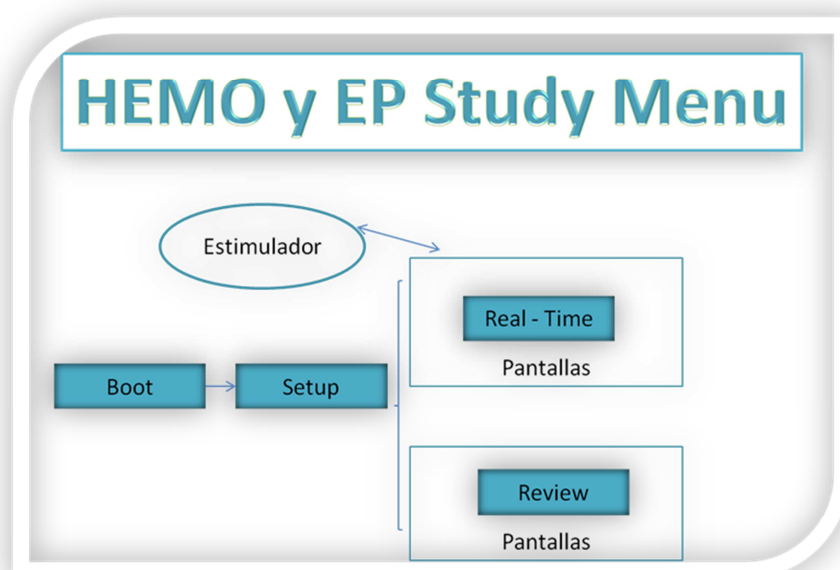 HEMO y EP Study Menu
Estimulador
Real - Time
Pantallas
Boot
Setup
Review
Pantallas